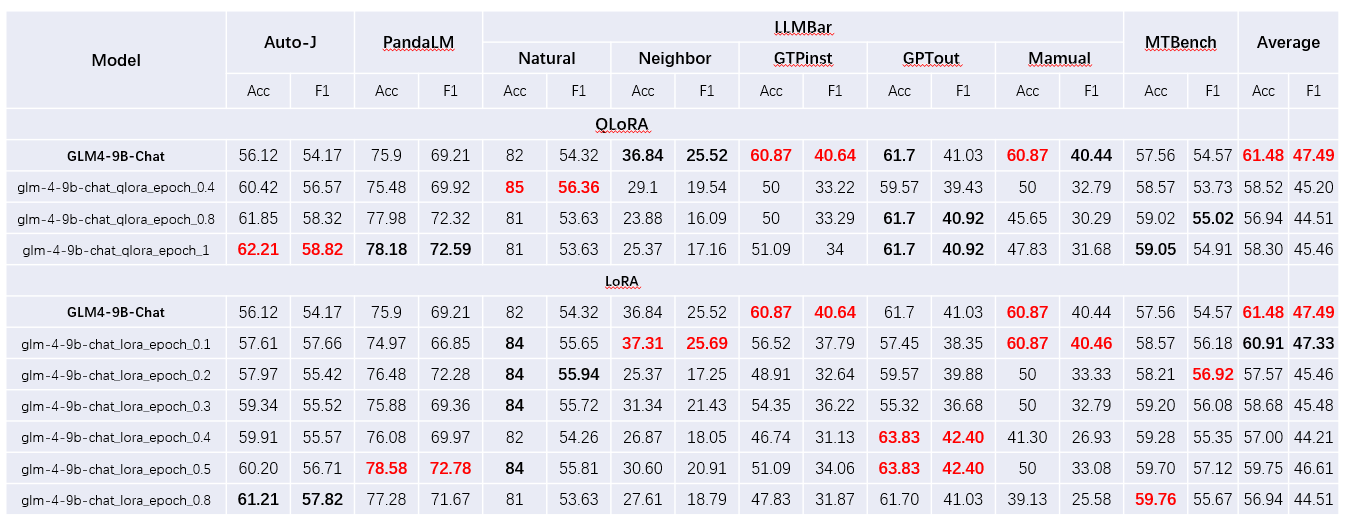 LLMBar
Model Auto-J PandaLM MTBench Average
Natural Neighbor GTPinst GPTout Mamual
Acc F1 Acc F1 Acc F1 Acc F1 Acc F1 Acc F1 Acc F1 Acc F1 Acc F1
QLoRA
GLM4-9B-Chat 56.12 54.17 75.9 69.21 82 54.32 36.84 25.52 60.87 40.64 61.7 41.03 60.87 40.44 57.56 54.57 61.48 47.49
glm-4-9b-chat_qlora_epoch_0.4 60.42 56.57 75.48 69.92 85 56.36 29.1 19.54 50 33.22 59.57 39.43 50 32.79 58.57 53.73 58.52 45.20
glm-4-9b-chat_qlora_epoch_0.8 61.85 58.32 77.98 72.32 81 53.63 23.88 16.09 50 33.29 61.7 40.92 45.65 30.29 59.02 55.02 56.94 44.51
glm-4-9b-chat_qlora_epoch_1 62.21 58.82 78.18 72.59 81 53.63 25.37 17.16 51.09 34 61.7 40.92 47.83 31.68 59.05 54.91 58.30 45.46
LoRA
GLM4-9B-Chat 56.12 54.17 75.9 69.21 82 54.32 36.84 25.52 60.87 40.64 61.7 41.03 60.87 40.44 57.56 54.57 61.48 47.49
glm-4-9b-chat_lora_epoch_0.1 57.61 57.66 74.97 66.85 84 55.65 37.31 25.69 56.52 37.79 57.45 38.35 60.87 40.46 58.57 56.18 60.91 47.33
glm-4-9b-chat_lora_epoch_0.2 57.97 55.42 76.48 72.28 84 55.94 25.37 17.25 48.91 32.64 59.57 39.88 50 33.33 58.21 56.92 57.57 45.46
glm-4-9b-chat_lora_epoch_0.3 59.34 55.52 75.88 69.36 84 55.72 31.34 21.43 54.35 36.22 55.32 36.68 50 32.79 59.20 56.08 58.68 45.48
glm-4-9b-chat_lora_epoch_0.4 59.91 55.57 76.08 69.97 82 54.26 26.87 18.05 46.74 31.13 63.83 42.40 41.30 26.93 59.28 55.35 57.00 44.21
glm-4-9b-chat_lora_epoch_0.5 60.20 56.71 78.58 72.78 84 55.81 30.60 20.91 51.09 34.06 63.83 42.40 50 33.08 59.70 57.12 59.75 46.61
glm-4-9b-chat_lora_epoch_0.8 61.21 57.82 77.28 71.67 81 53.63 27.61 18.79 47.83 31.87 61.70 41.03 39.13 25.58 59.76 55.67 56.94 44.51